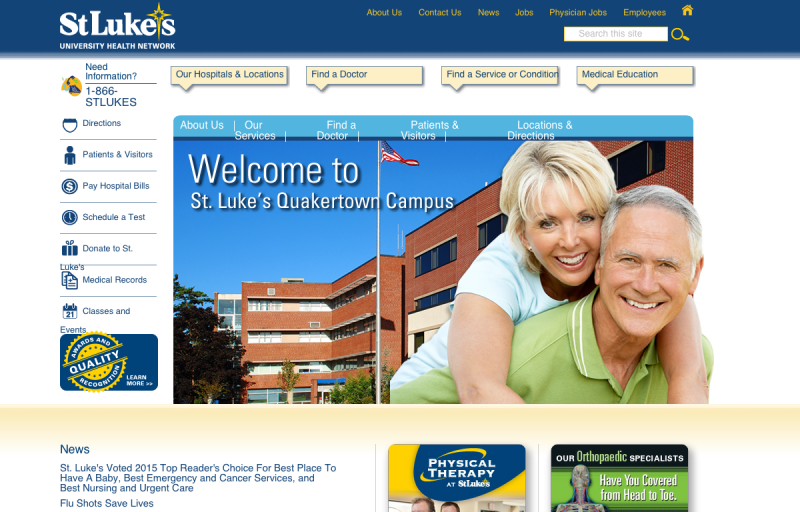 St Luke's
UNIVERSITY HEALTH NETWORK
About Us
Contact Us
News
Jobs
Physician Jobs
Employees
Search this site
Need
Information?
1-866-
STLUKES
Our Hospitals & Locations
Find a Doctor
Find a Service or Condition
Medical Education
Directions
Patients & Visitors
Pay Hospital Bills
Schedule a Test
Donate to St.
Luke's
Medical Records
21
Classes and
Events
AWARDS AND
QUALITY
RECOGNITION
LEARN
MORE >>
About Us
Our
Services
Find a
Doctor
Patients &
Visitors
Locations &
Directions
Welcome to
St. Luke's Quakertown Campus
News
St. Luke's Voted 2015 Top Reader's Choice For Best Place To
Have A Baby, Best Emergency and Cancer Services, and
Best Nursing and Urgent Care
Flu Shots Save Lives
PHYSICAL
THERAPY
AT St Luke's
OUR Orthopaedic SPECIALISTS
Have You Covered
from Head to Toe.